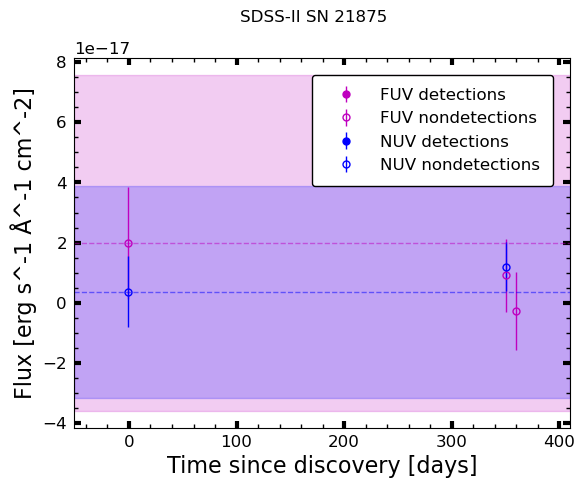 SDSS-II SN 21875
1e−17
8
6
4
2
0
−2
−4
Flux [erg s^-1 Å^-1 cm^-2]
FUV detections
FUV nondetections
NUV detections
NUV nondetections
0
100
200
300
400
Time since discovery [days]